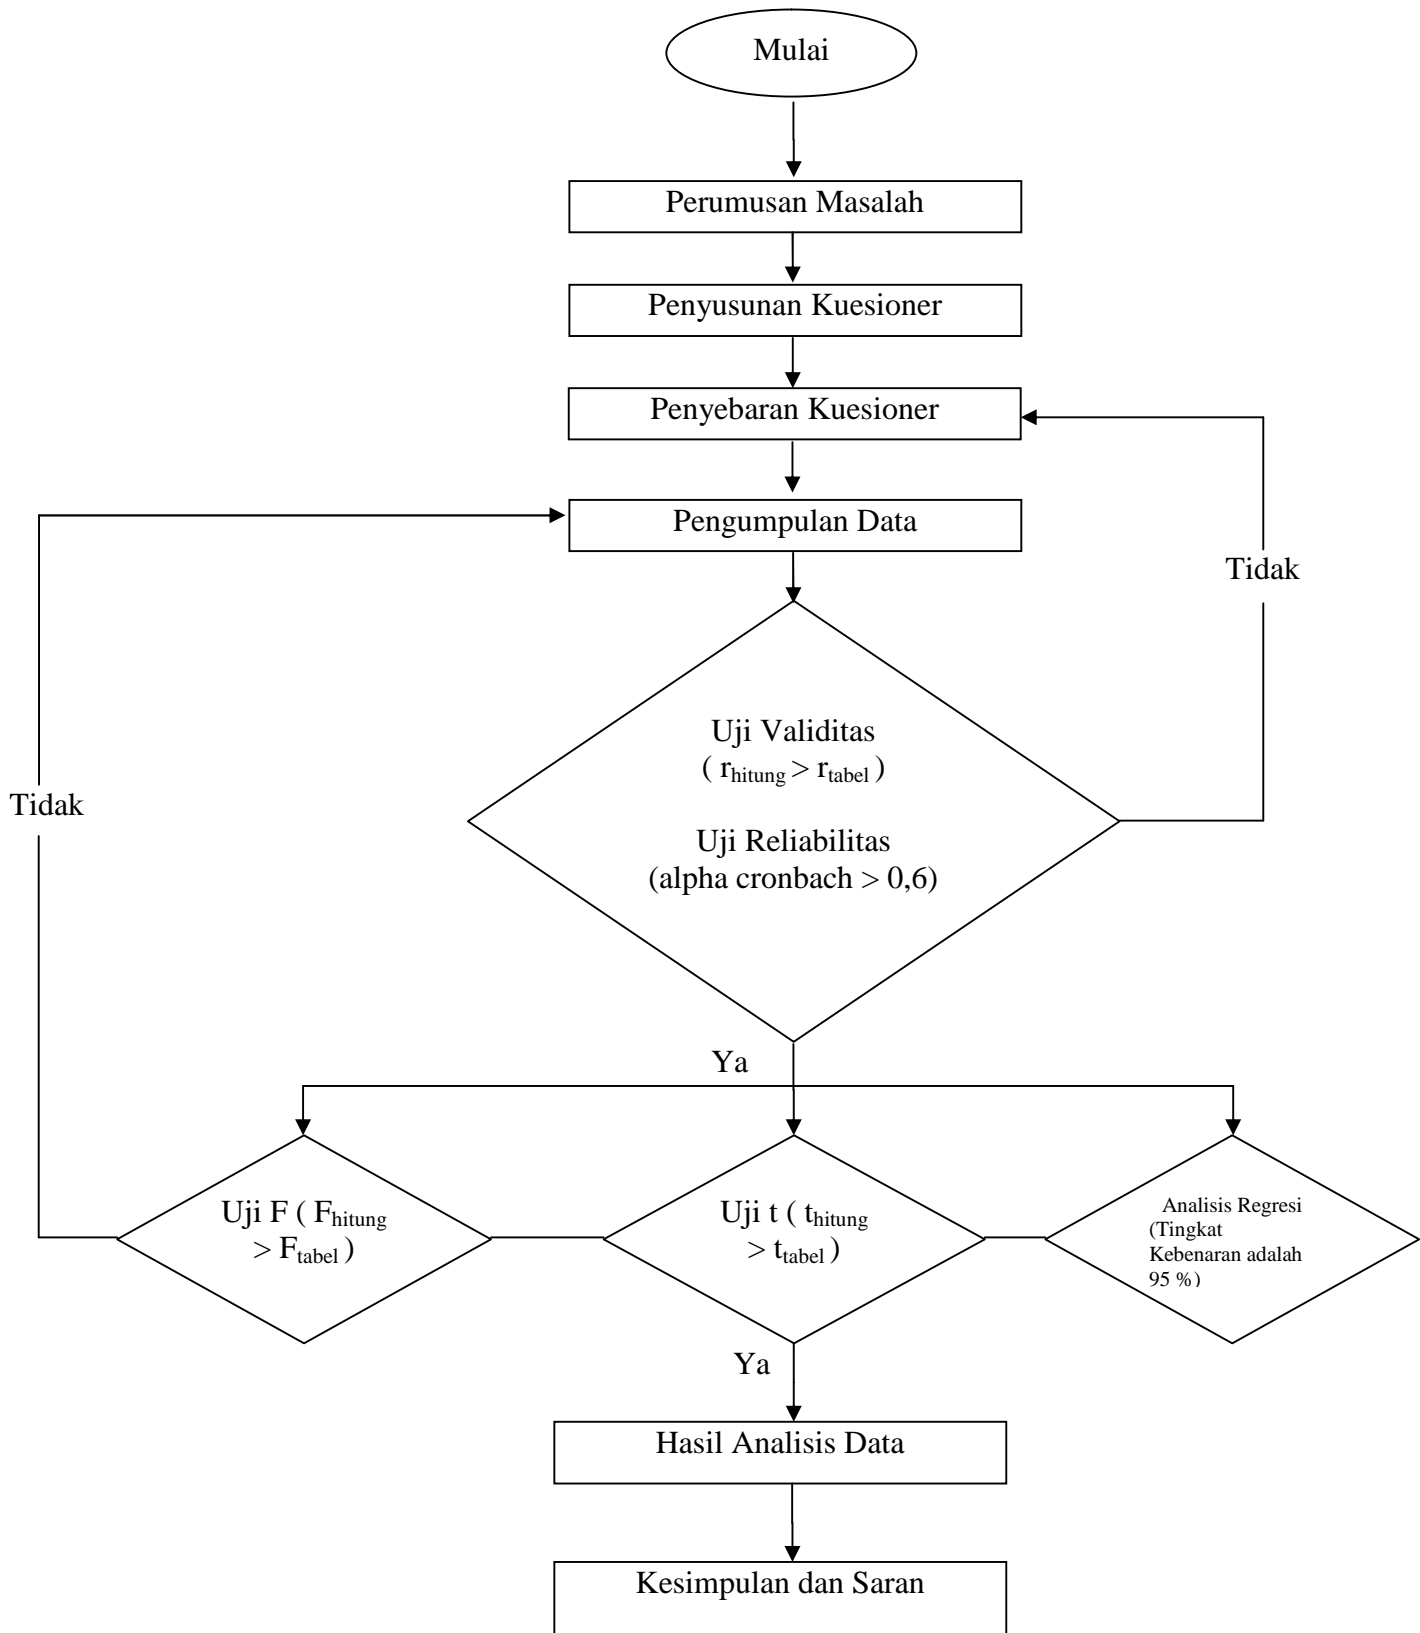 Mulai
Perumusan Masalah
Penyusunan Kuesioner
Penyebaran Kuesioner
Pengumpulan Data
Tidak
Uji Validitas
( rhitung > rtabel )
Tidak
Uji Reliabilitas
(alpha cronbach > 0,6)
Ya
Uji F ( Fhitung
> Ftabel )
Uji t ( thitung
> ttabel )
Analisis Regresi
(Tingkat
Kebenaran adalah
95 %)
Ya
Hasil Analisis Data
Kesimpulan dan Saran